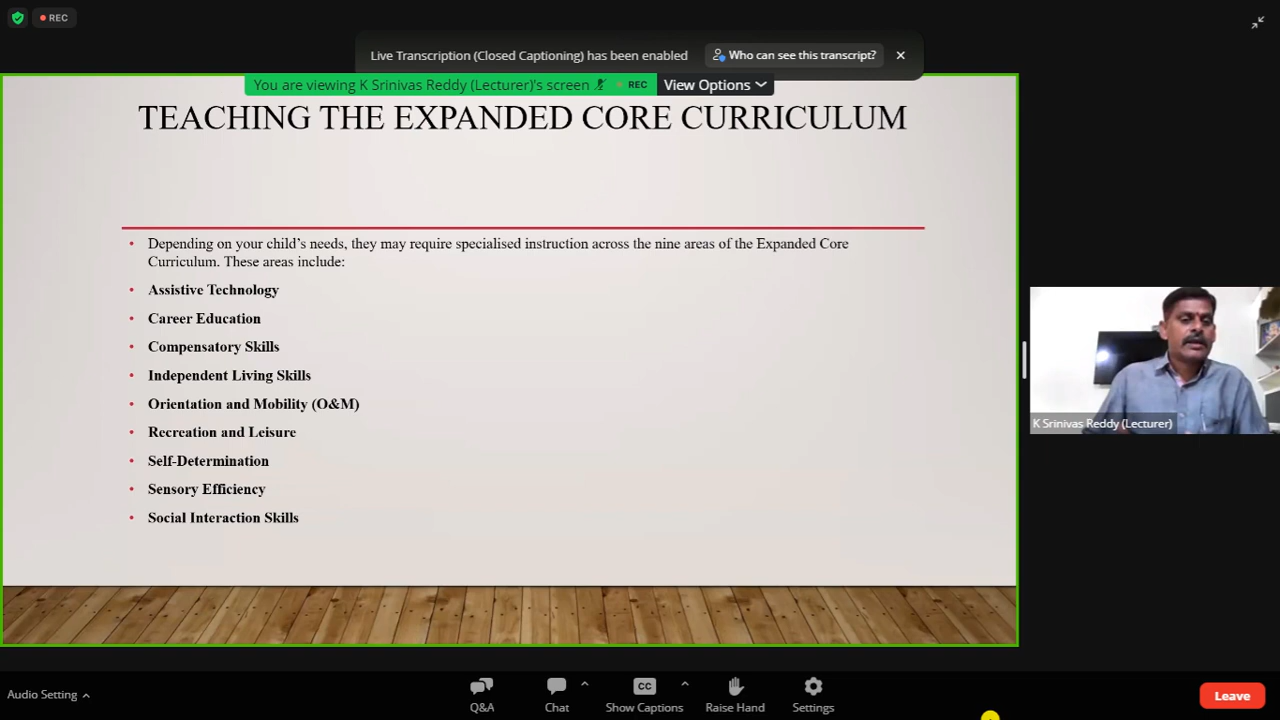 REC
Live Transcription (Closed Captioning) has been enabled
Who can see this transcript?
You are viewing K Srinivas Reddy (Lecturer)'s screen
REC
View Options
TEACHING THE EXPANDED CORE CURRICULUM
• Depending on your child's needs, they may require specialised instruction across the nine areas of the Expanded Core
Curriculum. These areas include:
• Assistive Technology
• Career Education
• Compensatory Skills
• Independent Living Skills
• Orientation and Mobility (O&M)
• Recreation and Leisure
• Self-Determination
• Sensory Efficiency
• Social Interaction Skills
K Srinivas Reddy (Lecturer)
Audio Setting
Q&A
Chat
CC
Show Captions
Raise Hand
Settings
Leave